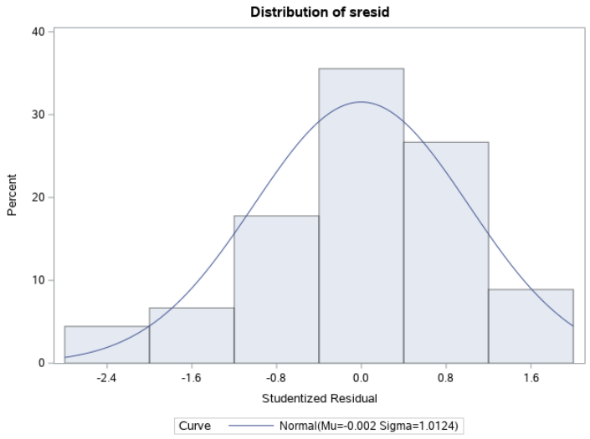 Distribution of sresid
40
30
20
10
0
Percent
-2.4 -1.6 -0.8 0.0 0.8 1.6
Studentized Residual
Curve Normal(Mu=-0.002 Sigma=1.0124)